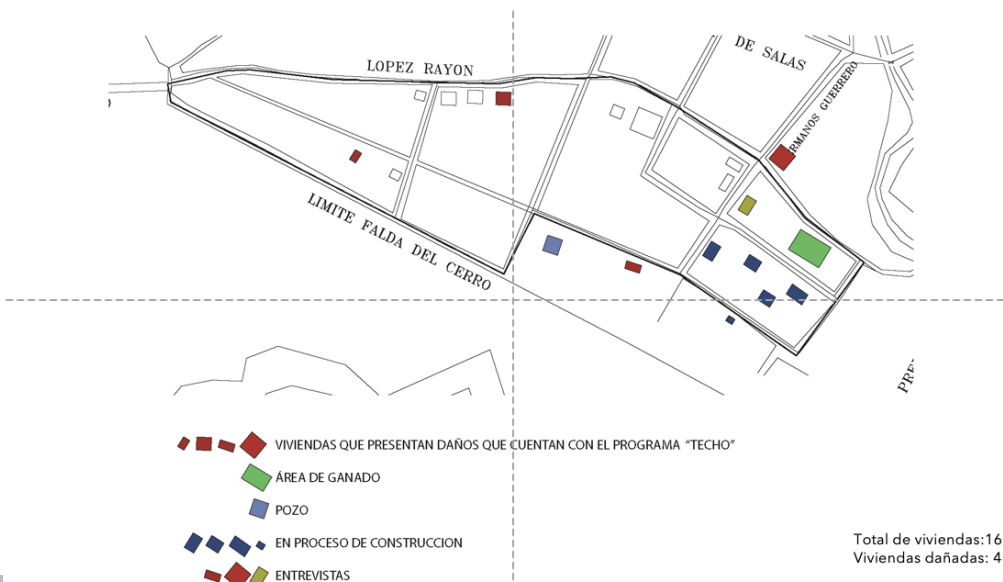 DE SALAS
LOPEZ RAYON
RMANOS GUERRERO
LIMITE FALDA DEL CERRO
PRE
VIVIENDAS QUE PRESENTAN DAÑOS QUE CUENTAN CON EL PROGRAMA “TECHO”
ÁREA DE GANADO
POZO
EN PROCESO DE CONSTRUCCION
ENTREVISTAS
Total de viviendas:16
Viviendas dañadas: 4